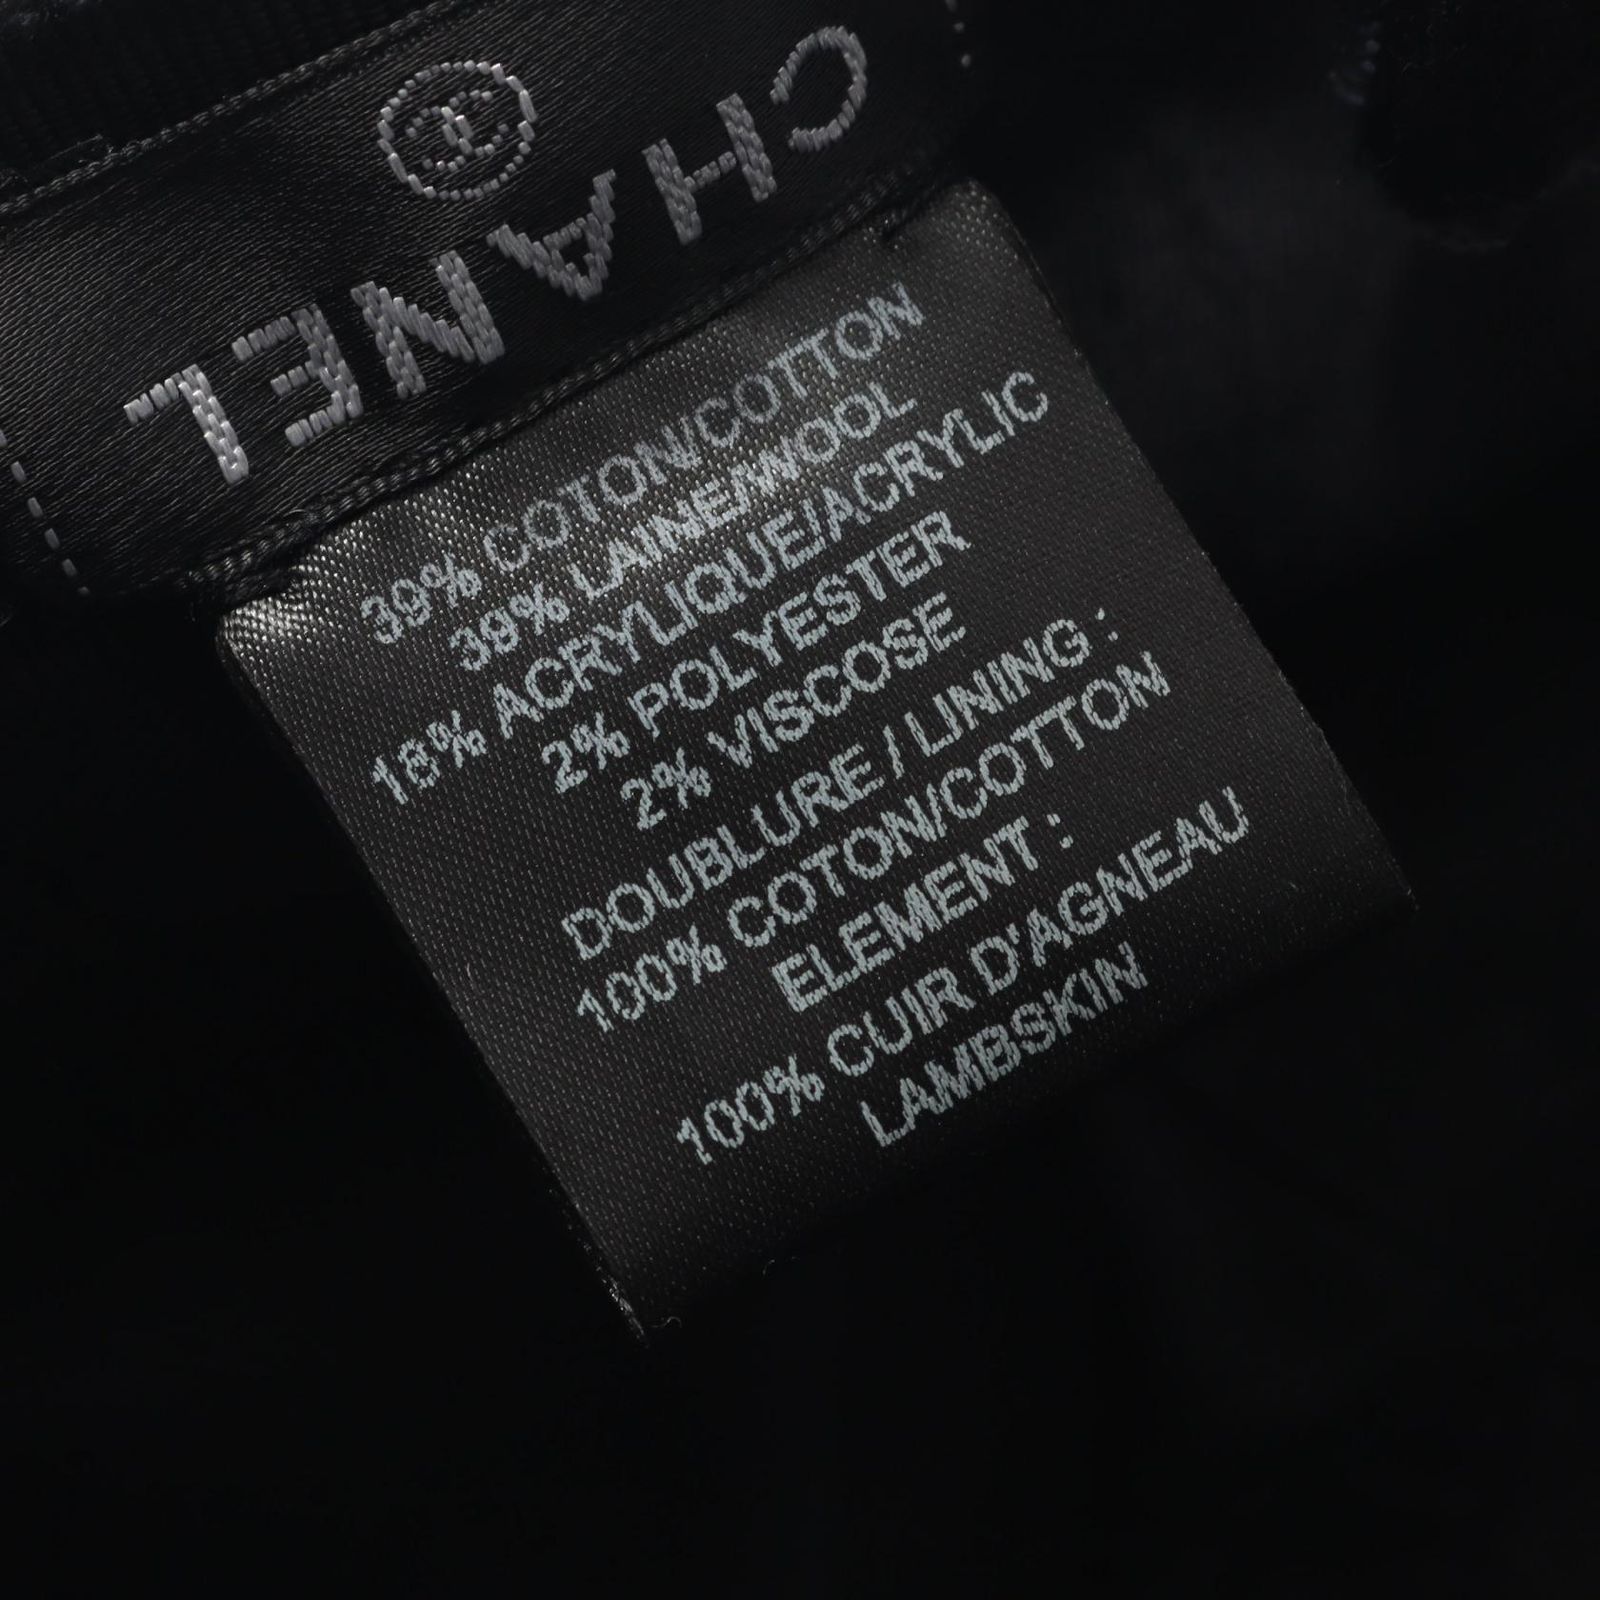 CHANEL
39% COTON/COTTON
39% LAINE/WOOL
18% ACRYLIQUE/ACRYLIC
2% POLYESTER
2% VISCOSE
DOUBLURE / LINING :
100% COTON/COTTON
ELEMENT :
100% CUIR D'AGNEAU
LAMBSKIN